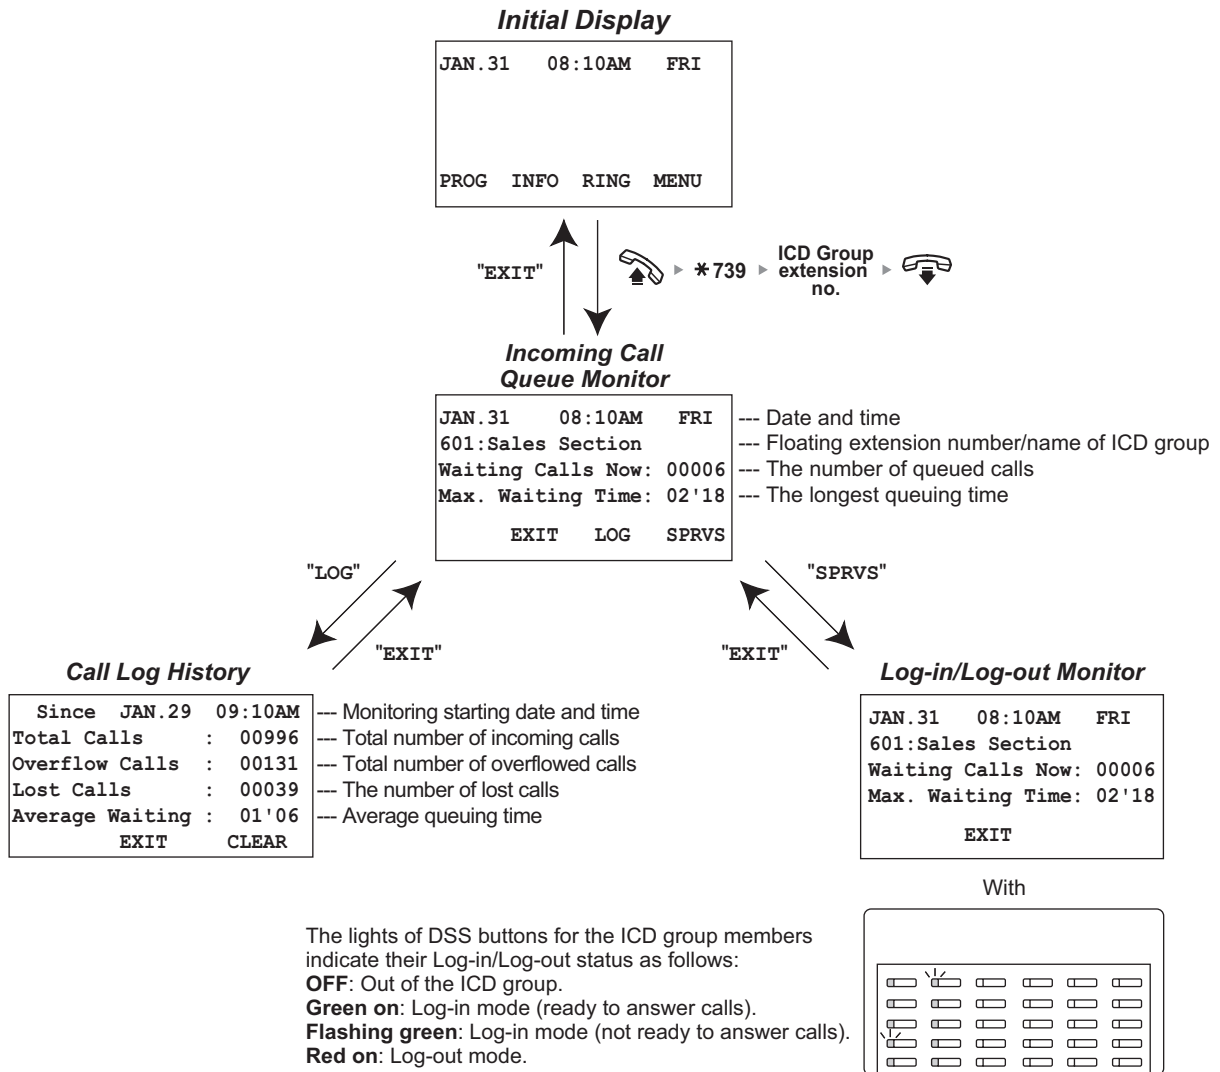 Initial Display
JAN.31 08:10AM FRI
PROG INFO RING MENU
"EXIT"
*739
ICD Group
extension
no.
Incoming Call
Queue Monitor
JAN.31 08:10AM FRI
601:Sales Section
Waiting Calls Now: 00006
Max. Waiting Time: 02'18
EXIT LOG SPRVS
--- Date and time
--- Floating extension number/name of ICD group
--- The number of queued calls
--- The longest queuing time
"LOG"
"EXIT"
"SPRVS"
"EXIT"
Call Log History
Since JAN.29 09:10AM
Total Calls : 00996
Overflow Calls : 00131
Lost Calls : 00039
Average Waiting : 01'06
EXIT CLEAR
--- Monitoring starting date and time
--- Total number of incoming calls
--- Total number of overflowed calls
--- The number of lost calls
--- Average queuing time
Log-in/Log-out Monitor
JAN.31 08:10AM FRI
601:Sales Section
Waiting Calls Now: 00006
Max. Waiting Time: 02'18
EXIT
With
The lights of DSS buttons for the ICD group members
indicate their Log-in/Log-out status as follows:
OFF: Out of the ICD group.
Green on: Log-in mode (ready to answer calls).
Flashing green: Log-in mode (not ready to answer calls).
Red on: Log-out mode.